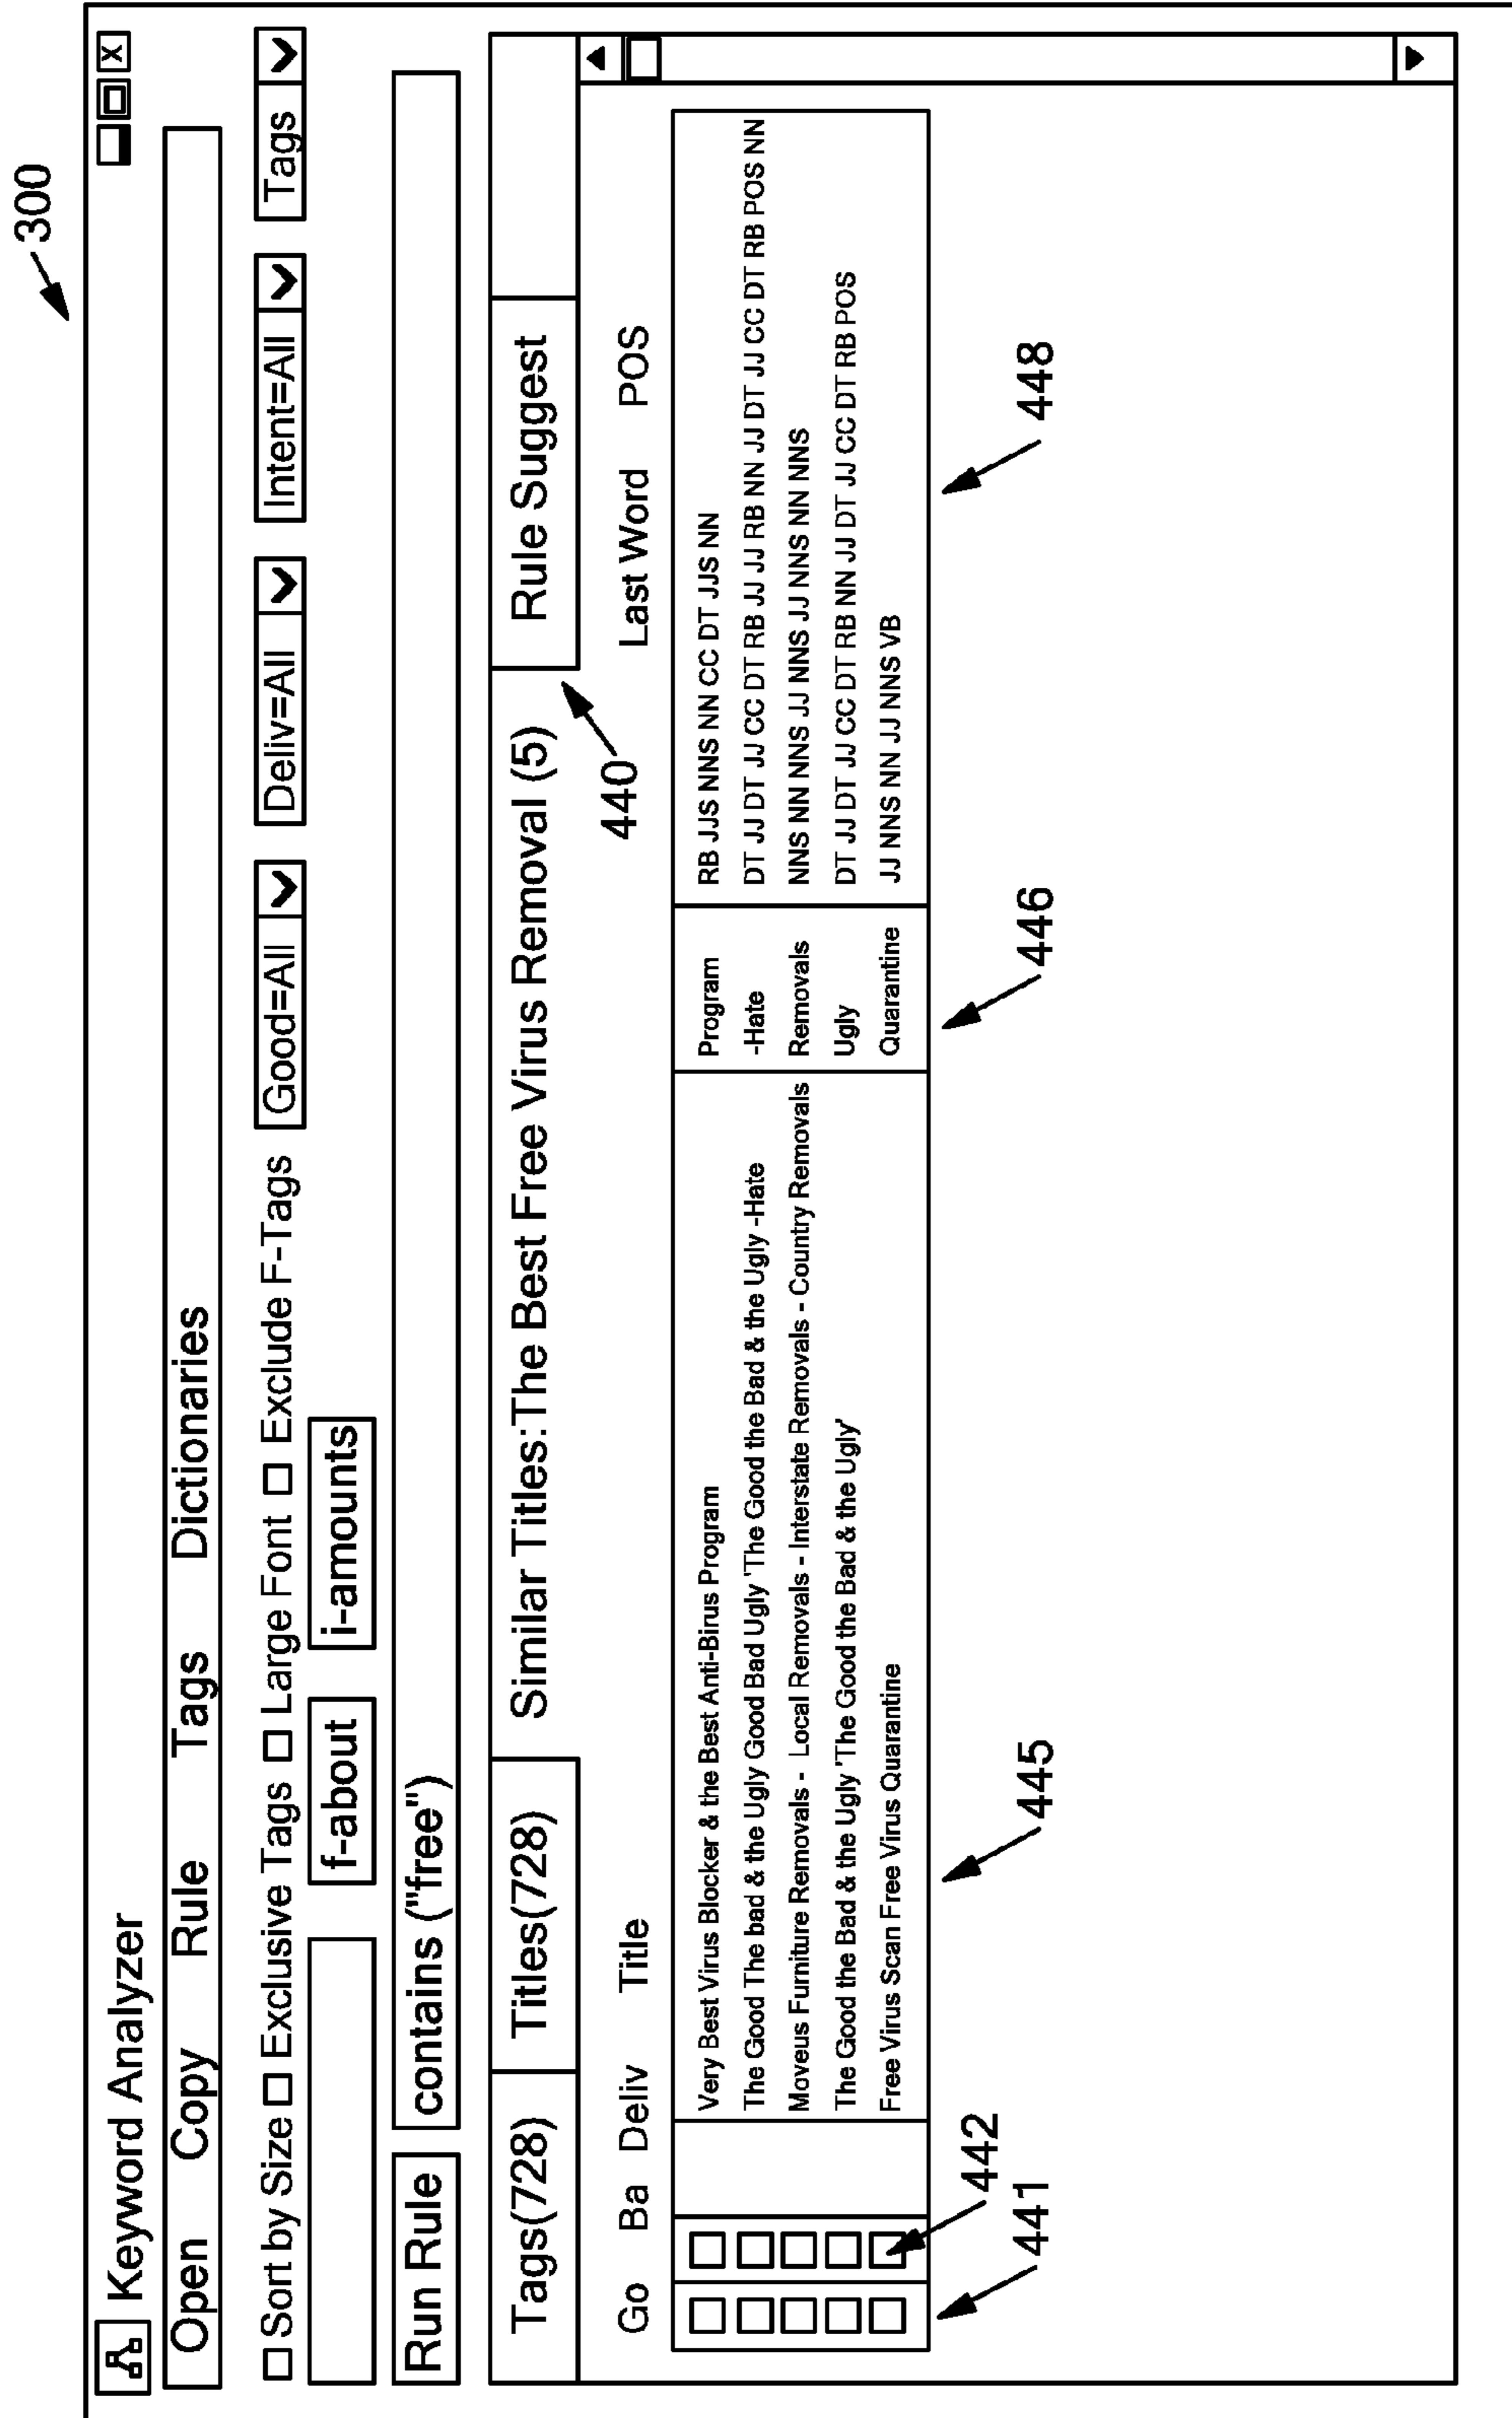 300
Keyword Analyzer X
Open Copy Rule Tags Dictionaries
Sort by Size Exclusive Tags Large Font Exclude F-Tags Good=All Deliv=All Intent=All Tags
f-about i-amounts
Run Rule contains ("free")
Tags(728) Titles(728) Similar Titles:The Best Free Virus Removal (5) Rule Suggest
440
Go Ba Deliv Title Last Word POS
Very Best Virus Blocker & the Best Anti-Birus Program Program RB JJS NNS NN CC DT JJS NN
The Good The bad & the Ugly Good Bad Ugly 'The Good the Bad & the Ugly -Hate -Hate DT JJ DT JJ CC DT RB JJ JJ RB NN JJ DT JJ CC DT RB POS NN
Moveus Furniture Removals - Local Removals - Interstate Removals - Country Removals Removals NNS NN NNS JJ NNS JJ NNS NN NNS
The Good the Bad & the Ugly 'The Good the Bad & the Ugly' Ugly DT JJ DT JJ CC DT RB NN JJ DT JJ CC DT RB POS
Free Virus Scan Free Virus Quarantine Quarantine JJ NNS NN JJ NNS VB
441 442 445 446 448